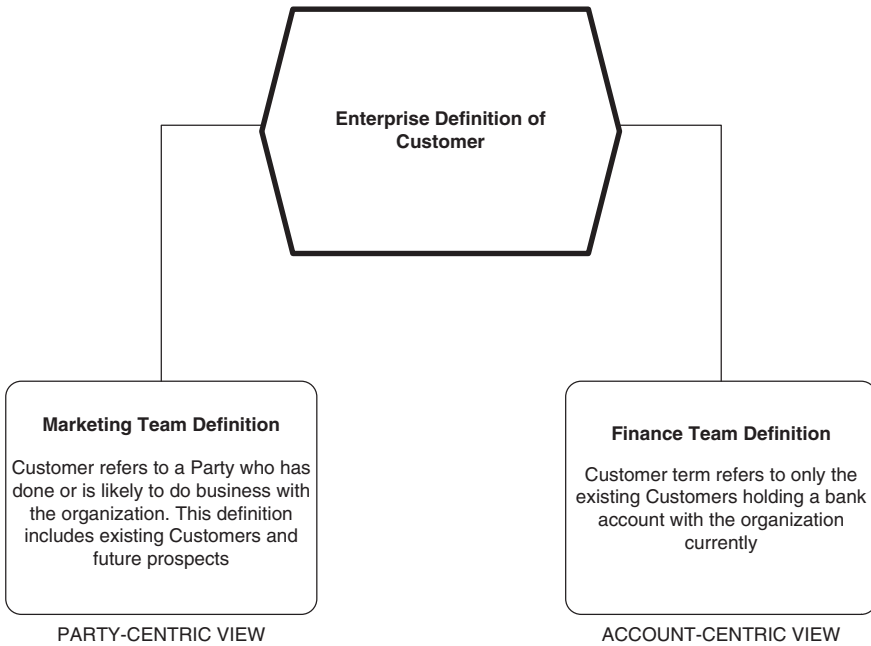 Enterprise Definition of
Customer
Marketing Team Definition
Customer refers to a Party who has
done or is likely to do business with
the organization. This definition
includes existing Customers and
future prospects
PARTY-CENTRIC VIEW
Finance Team Definition
Customer term refers to only the
existing Customers holding a bank
account with the organization
currently
ACCOUNT-CENTRIC VIEW